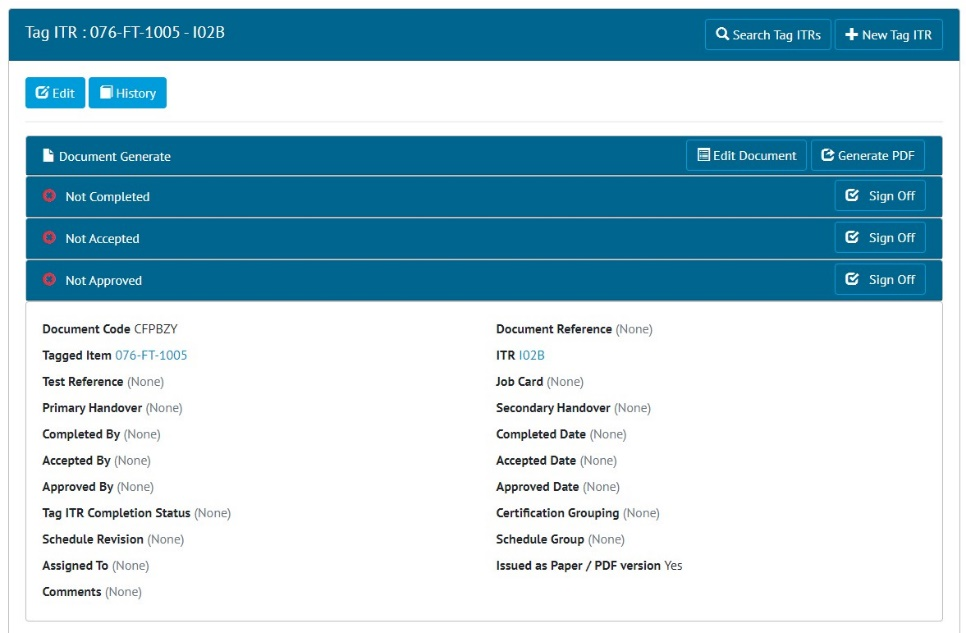 Tag ITR : 076-FT-1005 - I02B
Search Tag ITRs
New Tag ITR
Edit
History
Document Generate
Edit Document
Generate PDF
Not Completed
Sign Off
Not Accepted
Sign Off
Not Approved
Sign Off
Document Code CFPBZY
Document Reference (None)
Tagged Item 076-FT-1005
ITR I02B
Test Reference (None)
Job Card (None)
Primary Handover (None)
Secondary Handover (None)
Completed By (None)
Completed Date (None)
Accepted By (None)
Accepted Date (None)
Approved By (None)
Approved Date (None)
Tag ITR Completion Status (None)
Certification Grouping (None)
Schedule Revision (None)
Schedule Group (None)
Assigned To (None)
Issued as Paper / PDF version Yes
Comments (None)